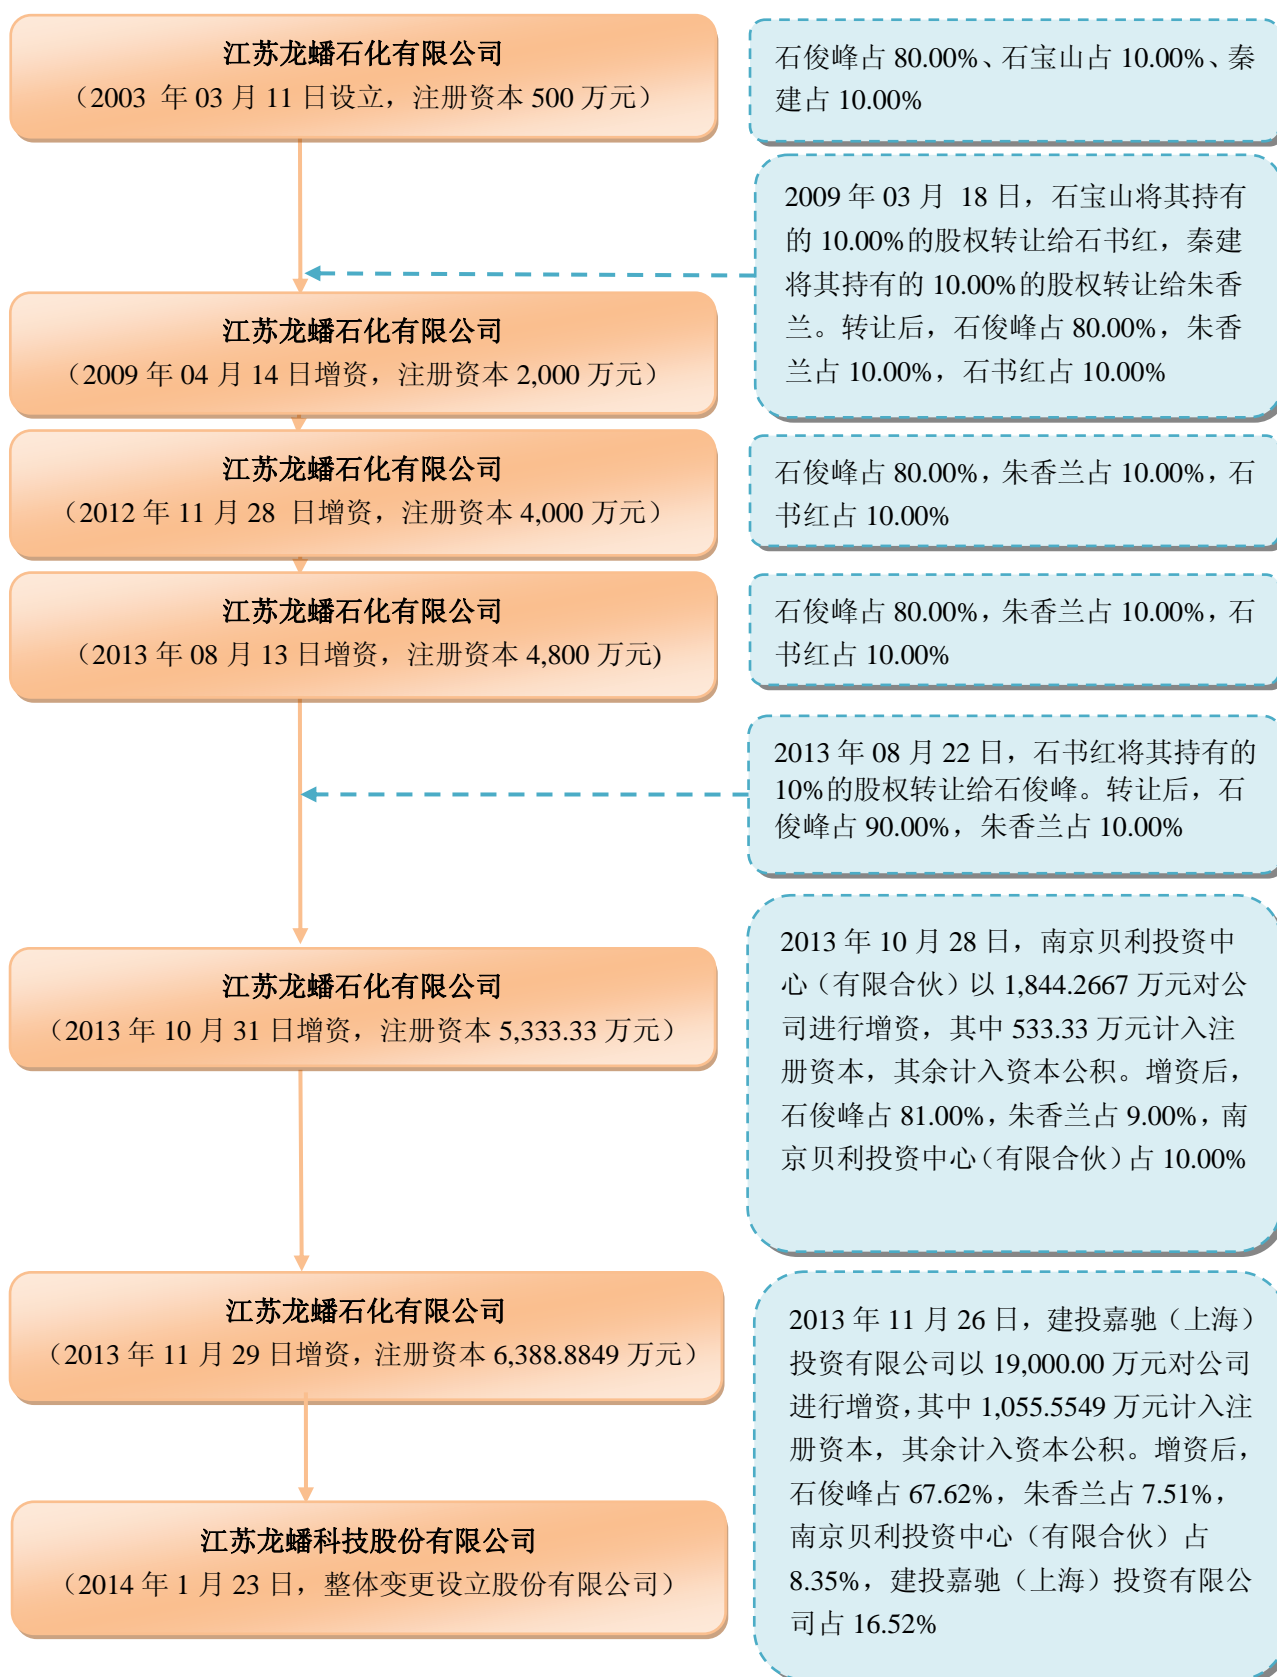 江苏龙蟠石化有限公司
（2003 年 03 月 11 日设立，注册资本 500 万元）
石俊峰占 80.00%、石宝山占 10.00%、秦
建占 10.00%
2009 年 03 月 18 日，石宝山将其持有
的 10.00%的股权转让给石书红，秦建
将其持有的 10.00%的股权转让给朱香
兰。转让后，石俊峰占 80.00%，朱香
兰占 10.00%，石书红占 10.00%
江苏龙蟠石化有限公司
（2009 年 04 月 14 日增资，注册资本 2,000 万元）
江苏龙蟠石化有限公司
（2012 年 11 月 28 日增资，注册资本 4,000 万元）
石俊峰占 80.00%，朱香兰占 10.00%，石
书红占 10.00%
江苏龙蟠石化有限公司
（2013 年 08 月 13 日增资，注册资本 4,800 万元)
石俊峰占 80.00%，朱香兰占 10.00%，石
书红占 10.00%
2013 年 08 月 22 日，石书红将其持有的
10%的股权转让给石俊峰。转让后，石
俊峰占 90.00%，朱香兰占 10.00%
江苏龙蟠石化有限公司
（2013 年 10 月 31 日增资，注册资本 5,333.33 万元）
2013 年 10 月 28 日，南京贝利投资中
心（有限合伙）以 1,844.2667 万元对公
司进行增资，其中 533.33 万元计入注
册资本，其余计入资本公积。增资后，
石俊峰占 81.00%，朱香兰占 9.00%，南
京贝利投资中心（有限合伙）占 10.00%
江苏龙蟠石化有限公司
（2013 年 11 月 29 日增资，注册资本 6,388.8849 万元）
2013 年 11 月 26 日，建投嘉驰（上海）
投资有限公司以 19,000.00 万元对公司
进行增资，其中 1,055.5549 万元计入注
册资本，其余计入资本公积。增资后，
石俊峰占 67.62%，朱香兰占 7.51%，
南京贝利投资中心（有限合伙）占
8.35%，建投嘉驰（上海）投资有限公
司占 16.52%
江苏龙蟠科技股份有限公司
（2014 年 1 月 23 日，整体变更设立股份有限公司）